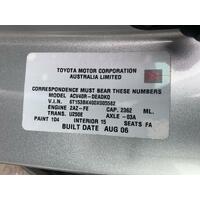 TOYOTA MOTOR CORPORATION
AUSTRALIA LIMITED
CORRESPONDENCE MUST BEAR THESE NUMBERS
MODEL ACV40R-DEADKQ
V.I.N. 6T153BK40
ENGINE 2AZ-FE CAP. 2362 ML.
TRANS. U250E AXLE -03A
PAINT 1D4 INTERIOR 15 SEATS FA
BUILT DATE AUG 06